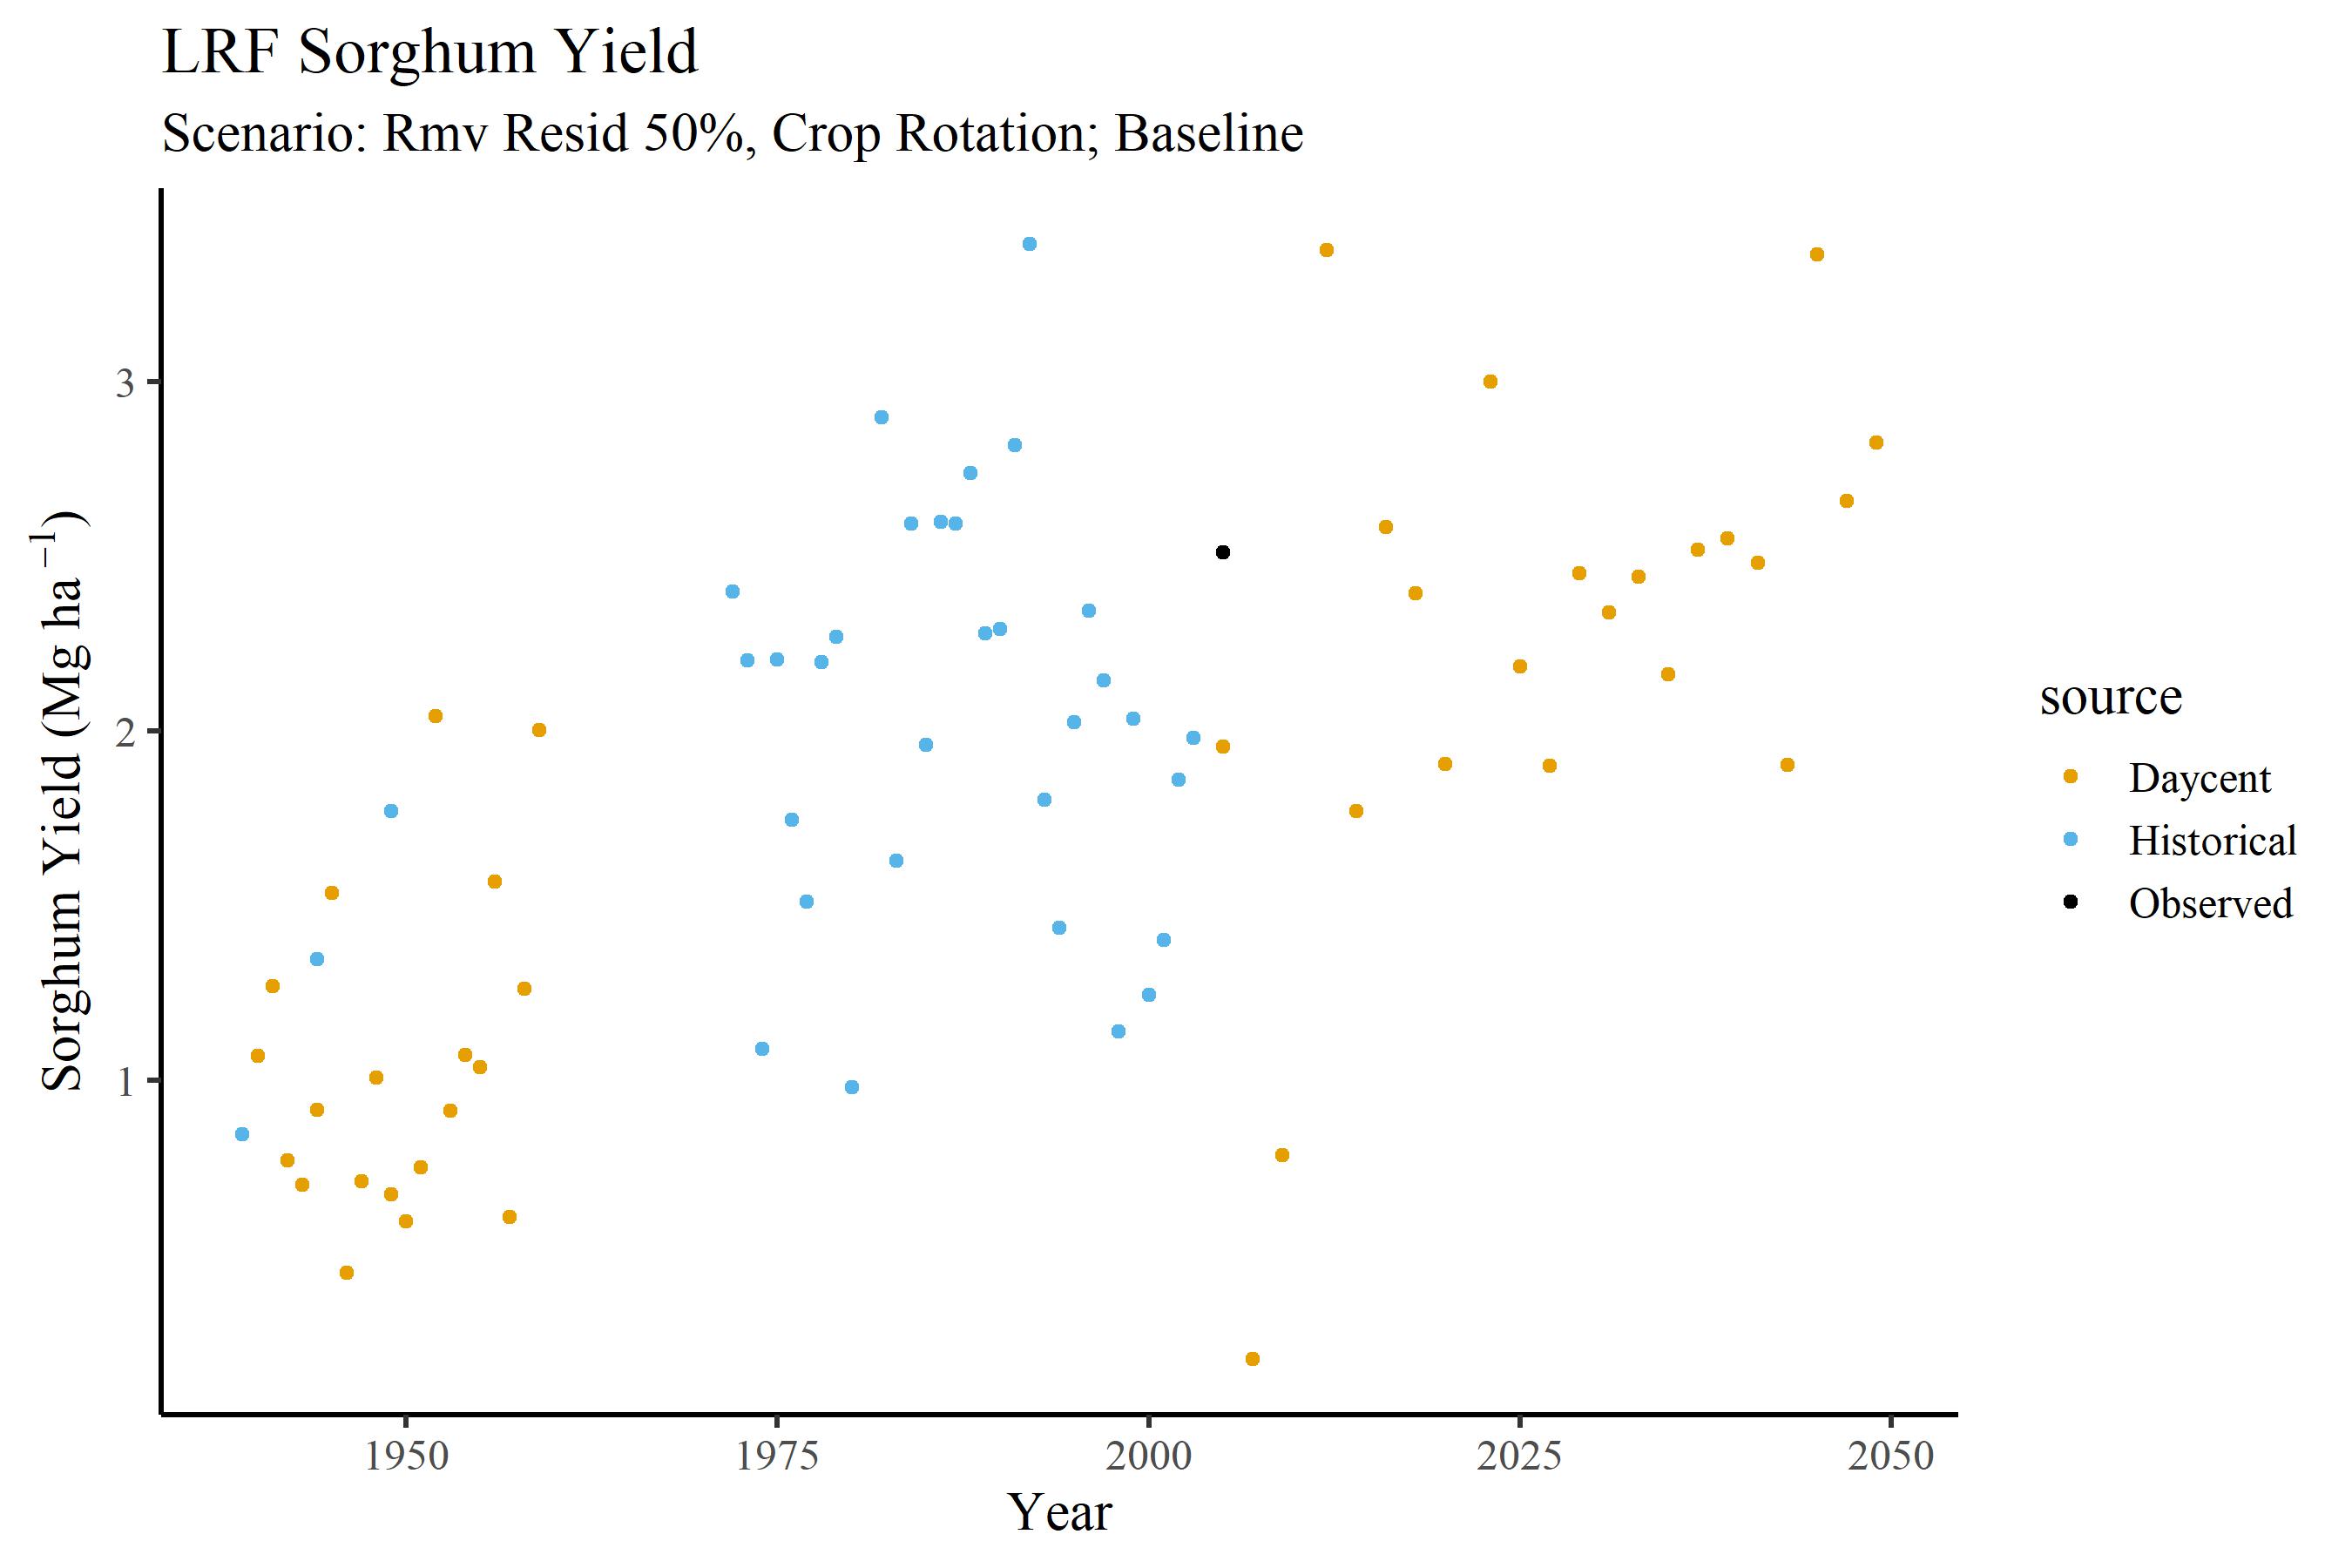 LRF Sorghum Yield
Scenario: Rmv Resid 50%, Crop Rotation; Baseline
Sorghum Yield (Mg ha⁻¹)
3
2
1
1950
1975
2000
2025
2050
Year
source
Daycent
Historical
Observed